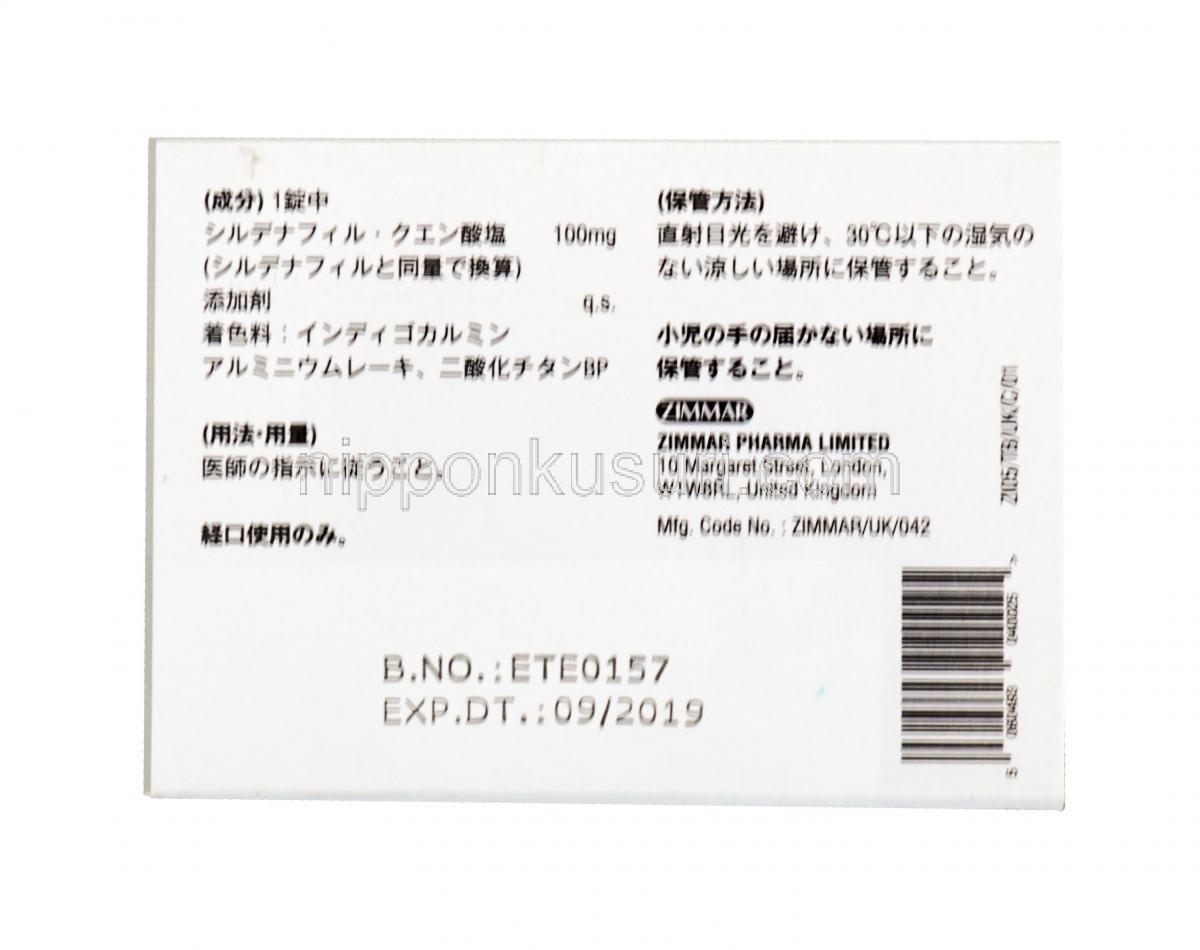 (成分) 1錠中
シルデナフィル・クエン酸塩 100mg
(シルデナフィルと同量で換算)
添加剤 q.s.
着色料：インディゴカルミン
アルミニウムレーキ、二酸化チタンBP
(用法・用量)
医師の指示に従うこと。
経口使用のみ。
(保管方法)
直射日光を避け、30℃以下の湿気の
ない涼しい場所に保管すること。
小児の手の届かない場所に
保管すること。
ZIMMAR
ZIMMAR PHARMA LIMITED
10 Margaret Street, London,
W1W8RL, United Kingdom
Mfg. Code No. : ZIMMAR/UK/042
B.NO.:ETE0157
EXP.DT.:09/2019
nipponkusuri.com